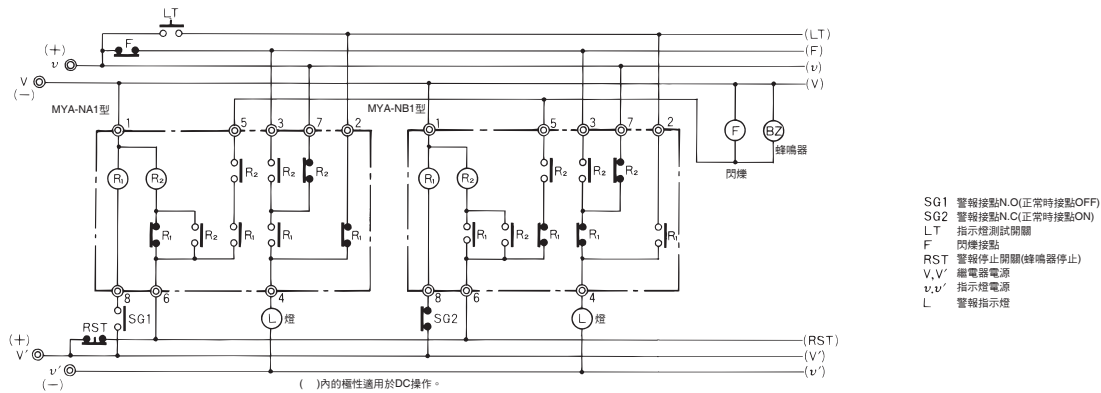 LT
(LT)
F
(F)
(+)
υ
(υ)
V
(V)
(−)
MYA-NA1型
MYA-NB1型
1 5 3 7 2
1 5 3 7 2
F
BZ
蜂鳴器
閃爍
R₁ R₂ R₂ R₂ R₂
R₁ R₂ R₂ R₂
R₁ R₂ R₁ R₁ R₁
R₁ R₂ R₁ R₁ R₁
8 6 4
8 6 4
SG1
L 燈
SG2
L 燈
RST
(+)
(RST)
V'
(V')
υ'
(υ')
(−)
( )內的極性適用於DC操作。
SG1 警報接點N.O(正常時接點OFF)
SG2 警報接點N.C(正常時接點ON)
LT 指示燈測試開關
F 閃爍接點
RST 警報停止開關(蜂鳴器停止)
V,V' 繼電器電源
υ,υ' 指示燈電源
L 警報指示燈